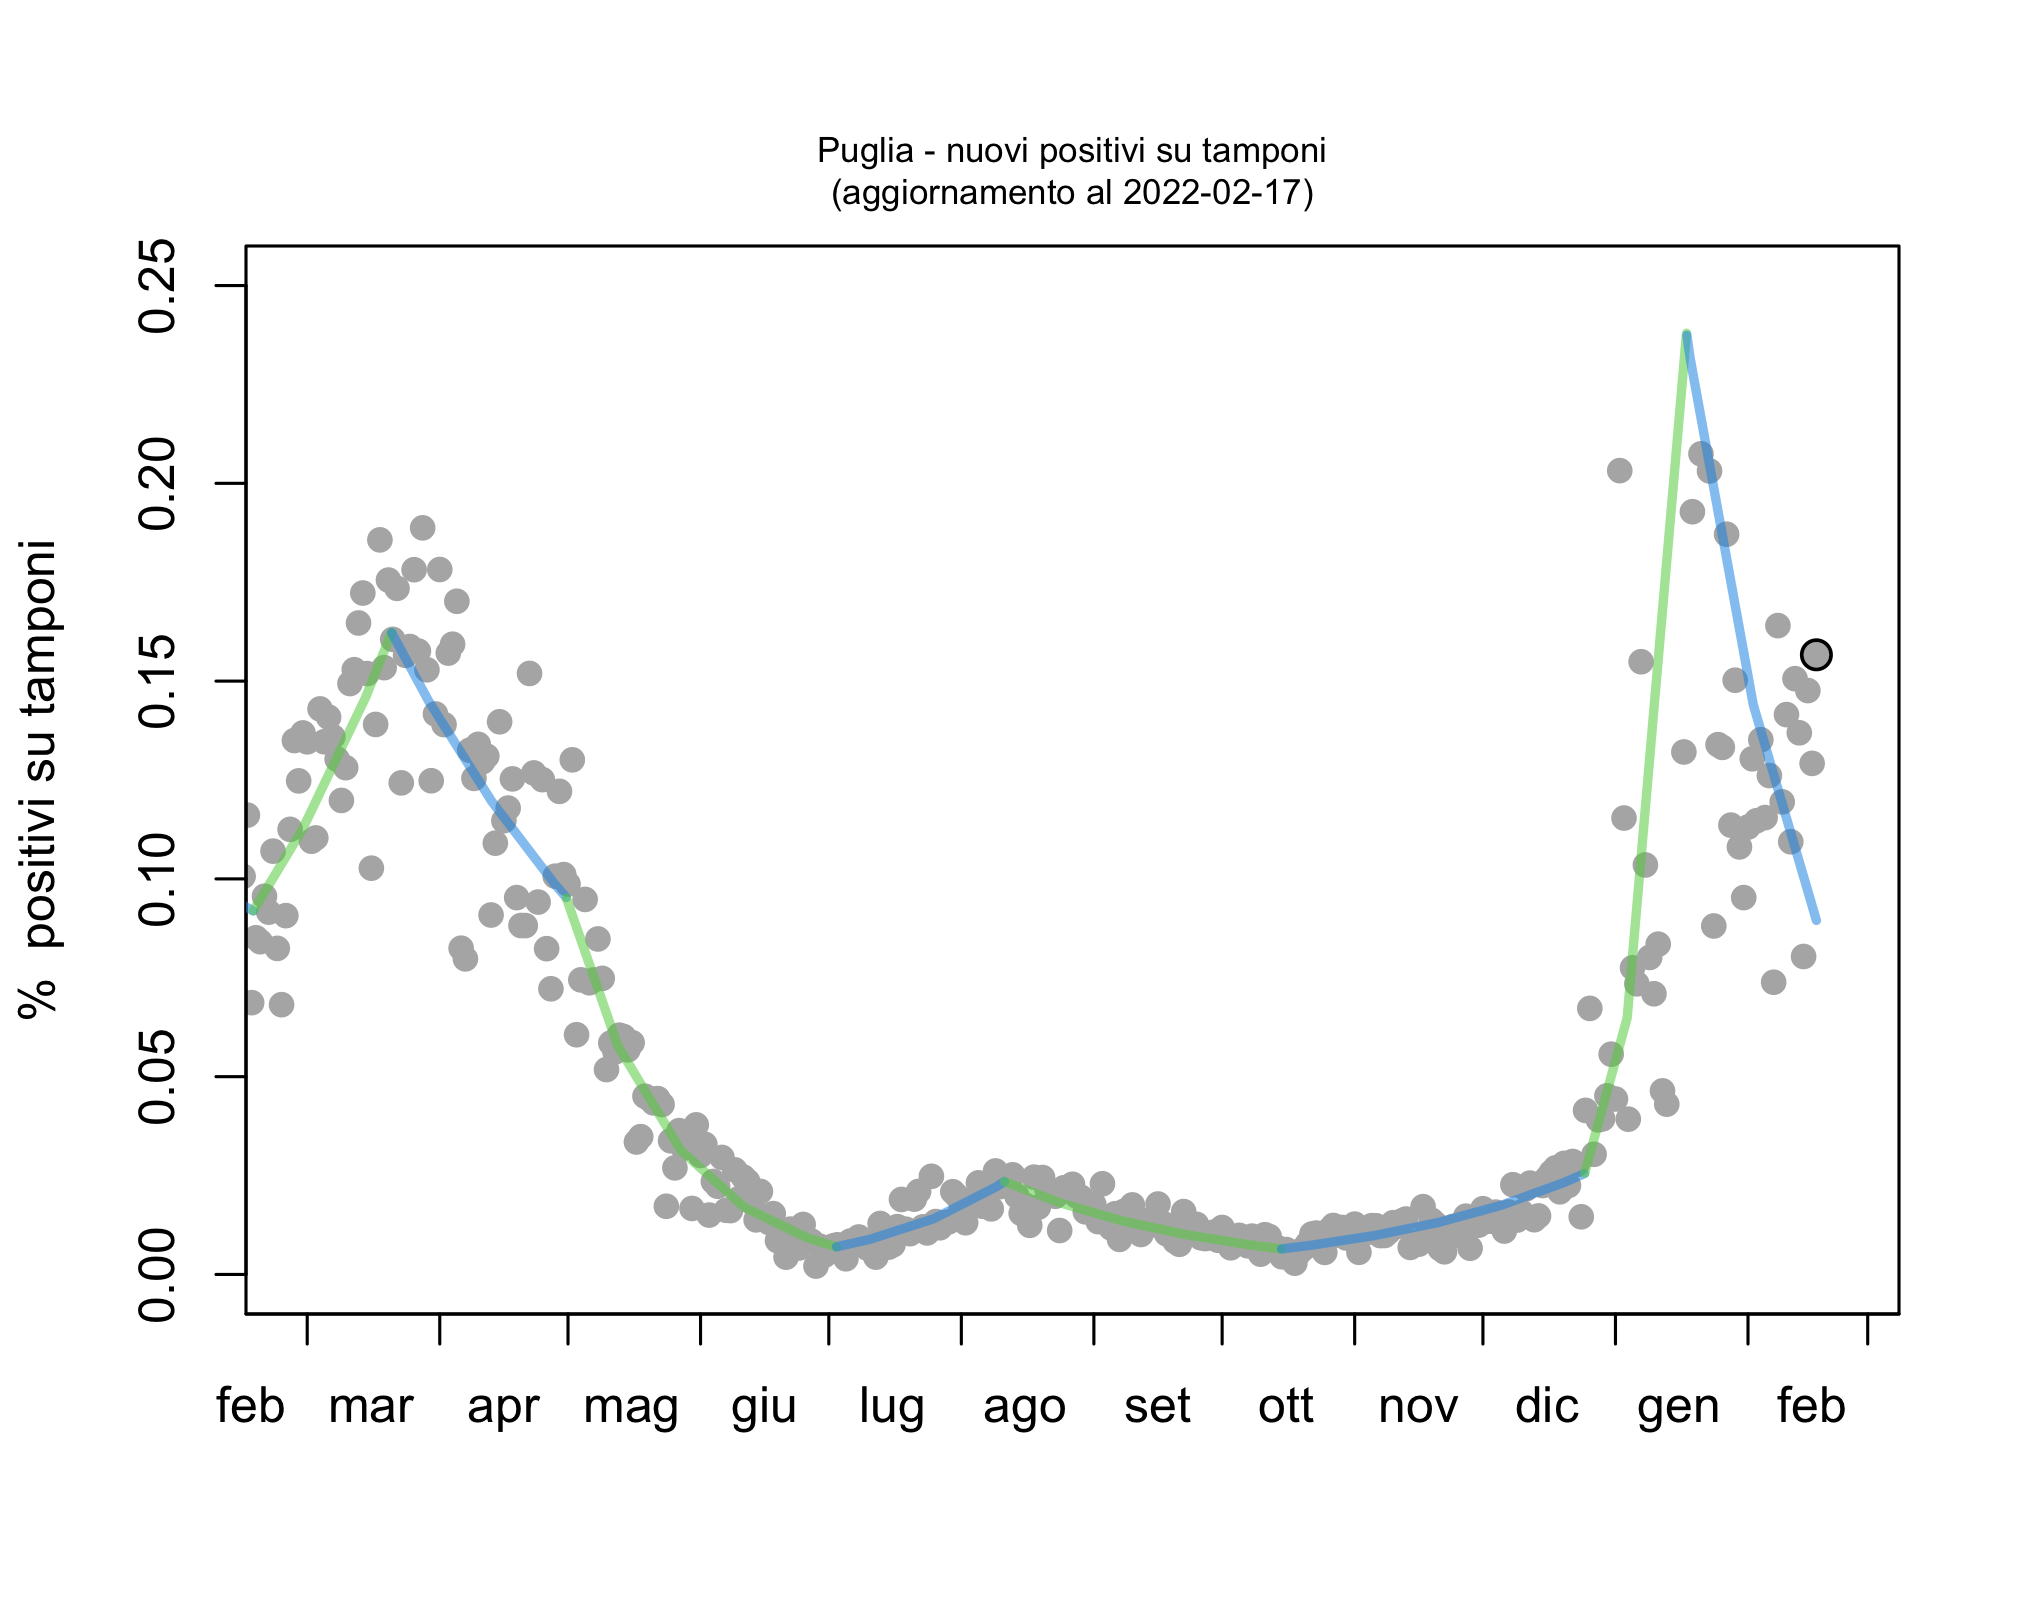 Puglia - nuovi positivi su tamponi
(aggiornamento al 2022-02-17)
% positivi su tamponi
0.25
0.20
0.15
0.10
0.05
0.00
feb mar apr mag giu lug ago set ott nov dic gen feb